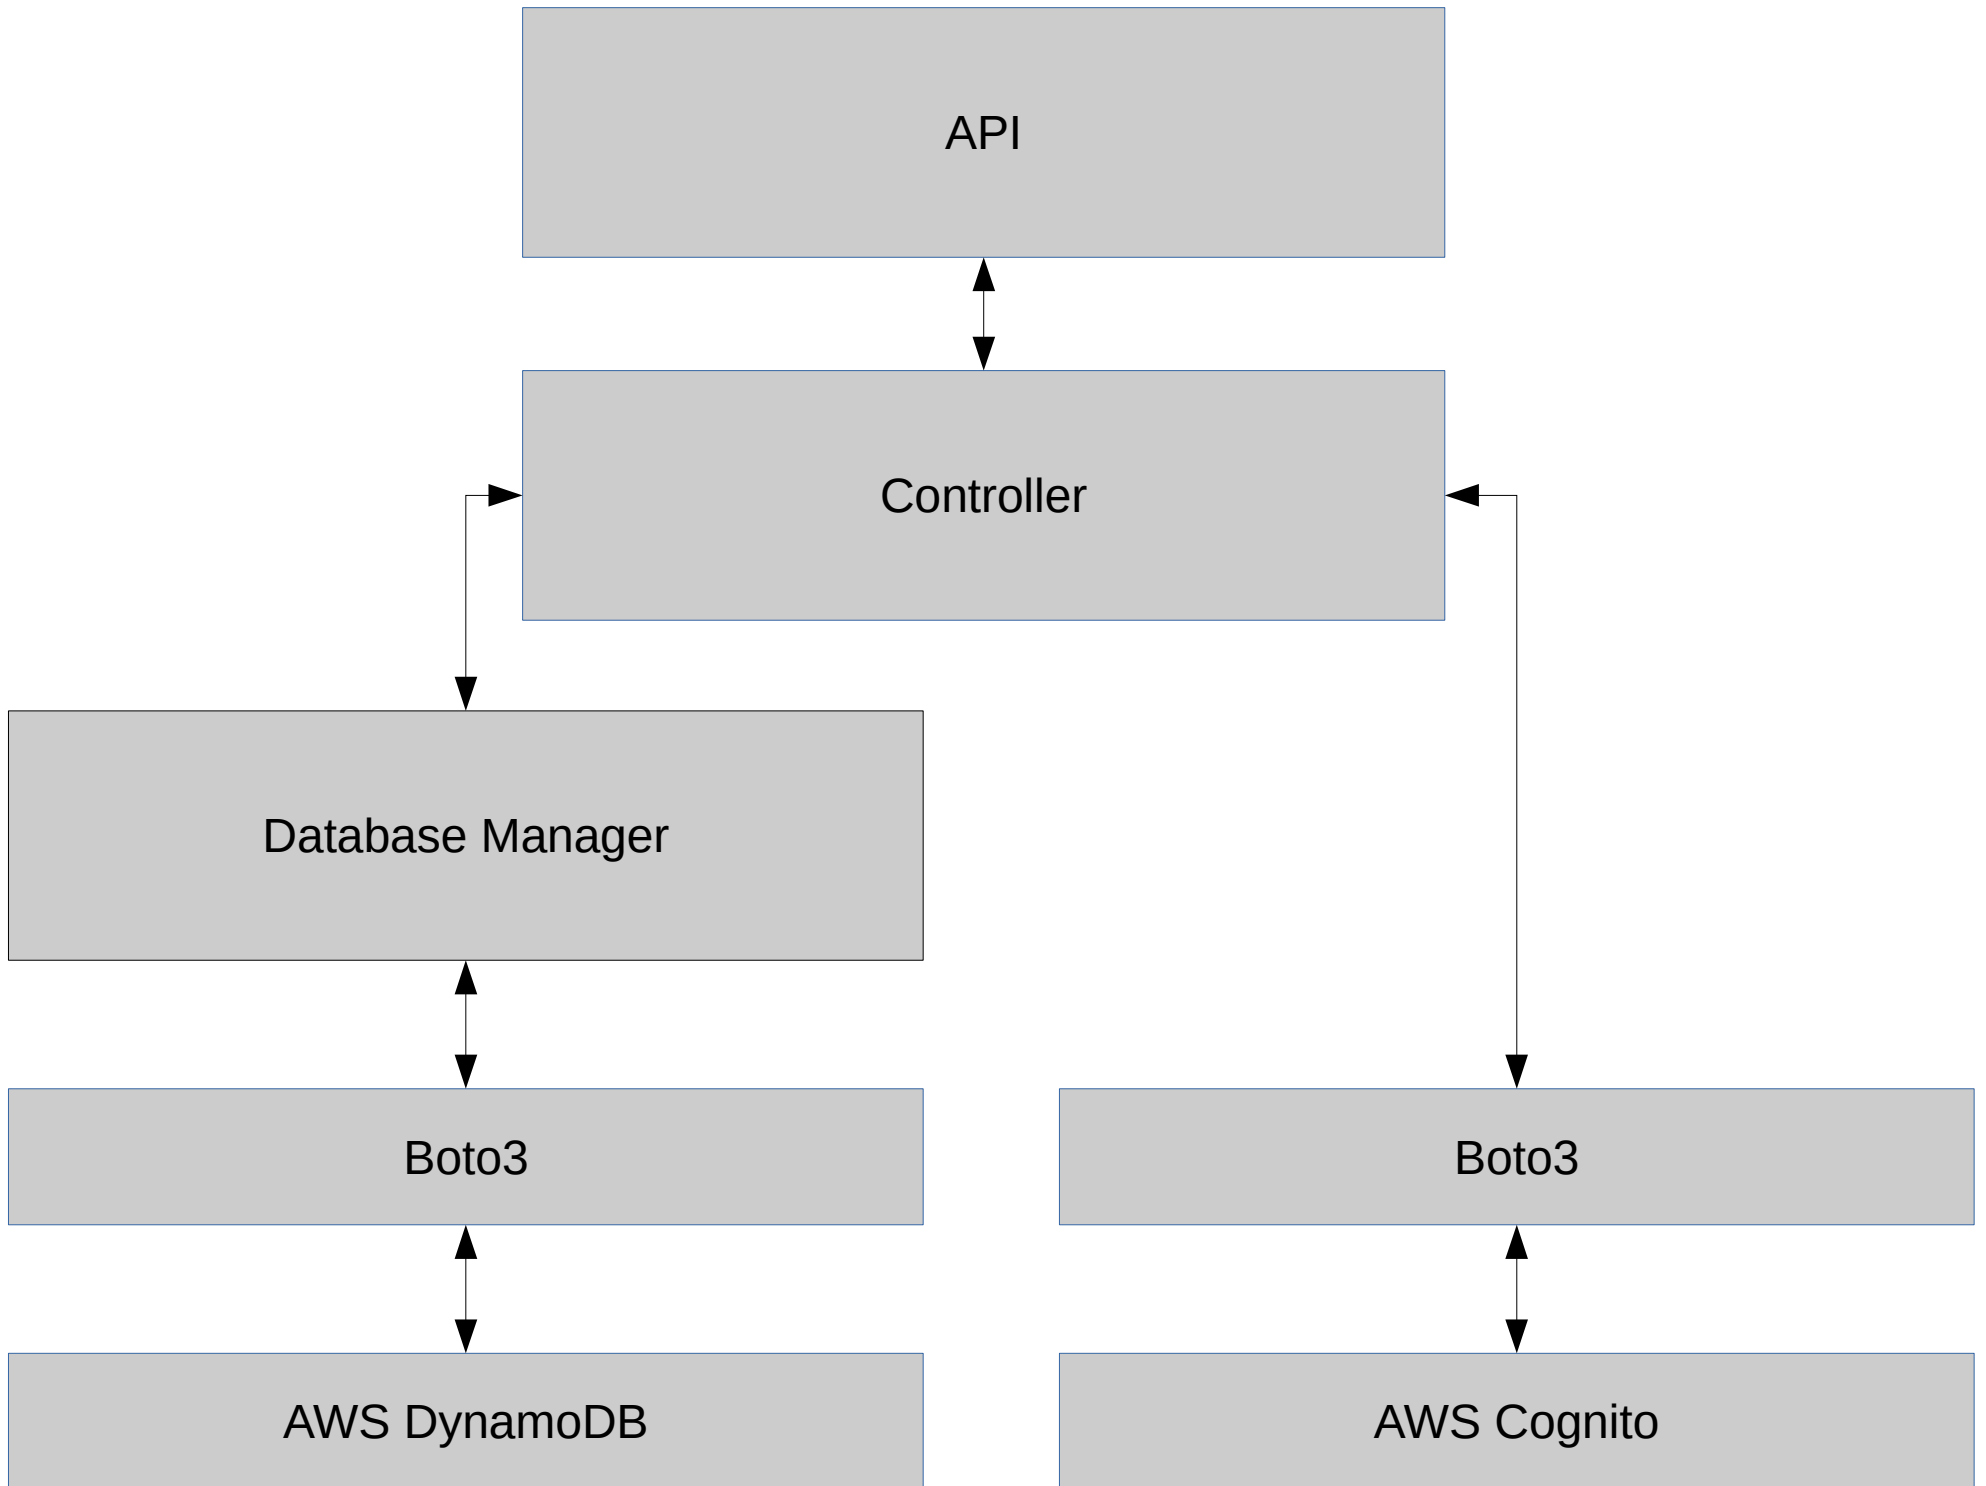 API
Controller
Database Manager
Boto3
Boto3
AWS DynamoDB
AWS Cognito